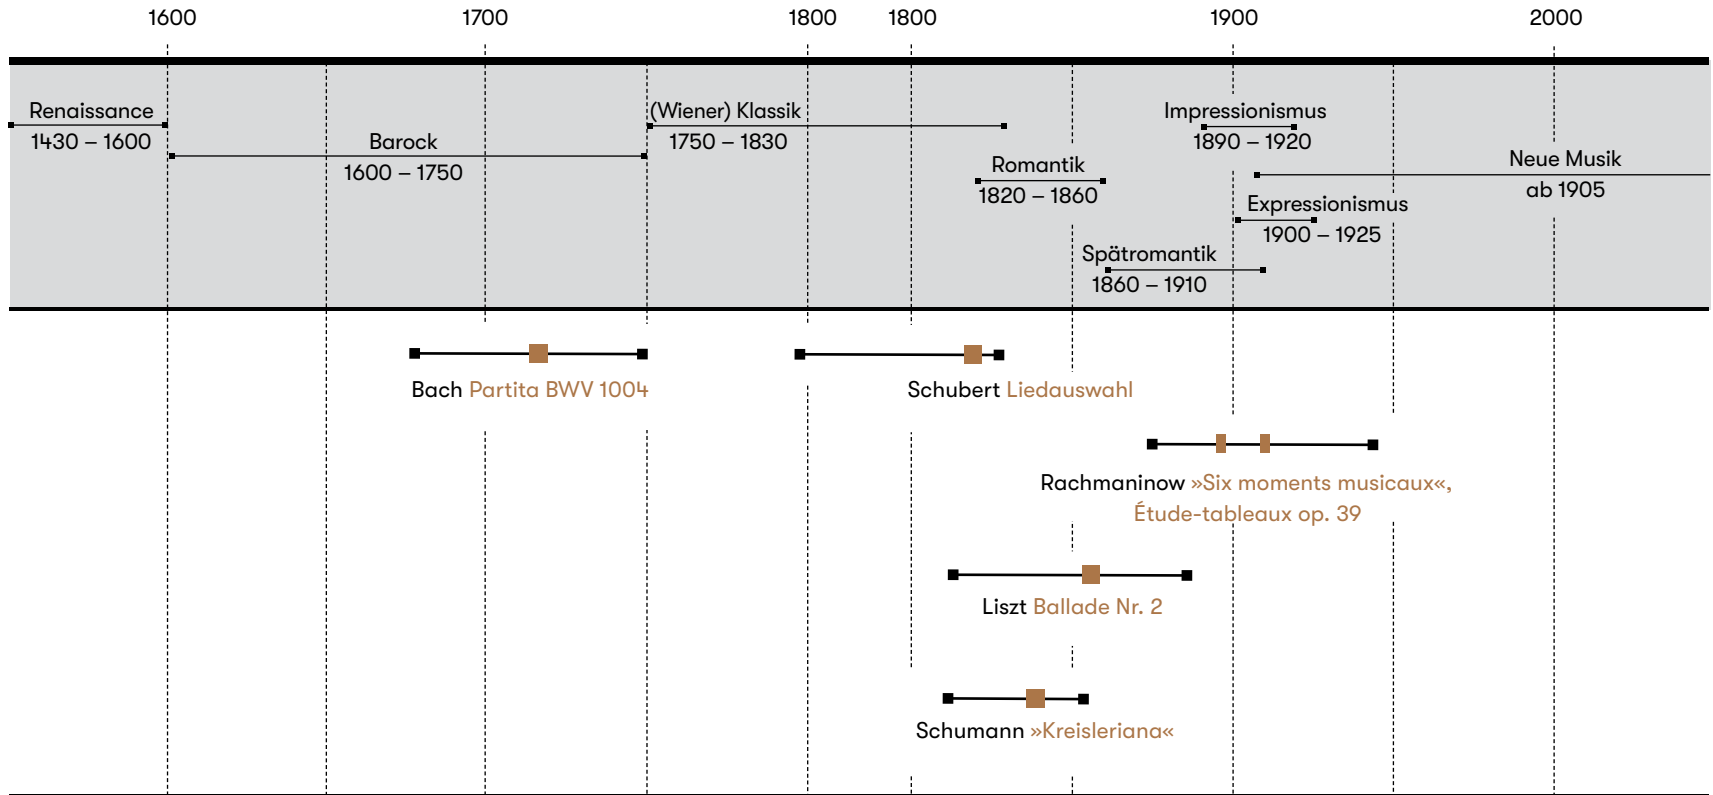 1600 1700 1800 1800 1900 2000
Renaissance
1430 – 1600
Barock
1600 – 1750
(Wiener) Klassik
1750 – 1830
Romantik
1820 – 1860
Spätromantik
1860 – 1910
Impressionismus
1890 – 1920
Expressionismus
1900 – 1925
Neue Musik
ab 1905
Bach Partita BWV 1004
Schubert Liedauswahl
Rachmaninow »Six moments musicaux«,
Étude-tableaux op. 39
Liszt Ballade Nr. 2
Schumann »Kreisleriana«